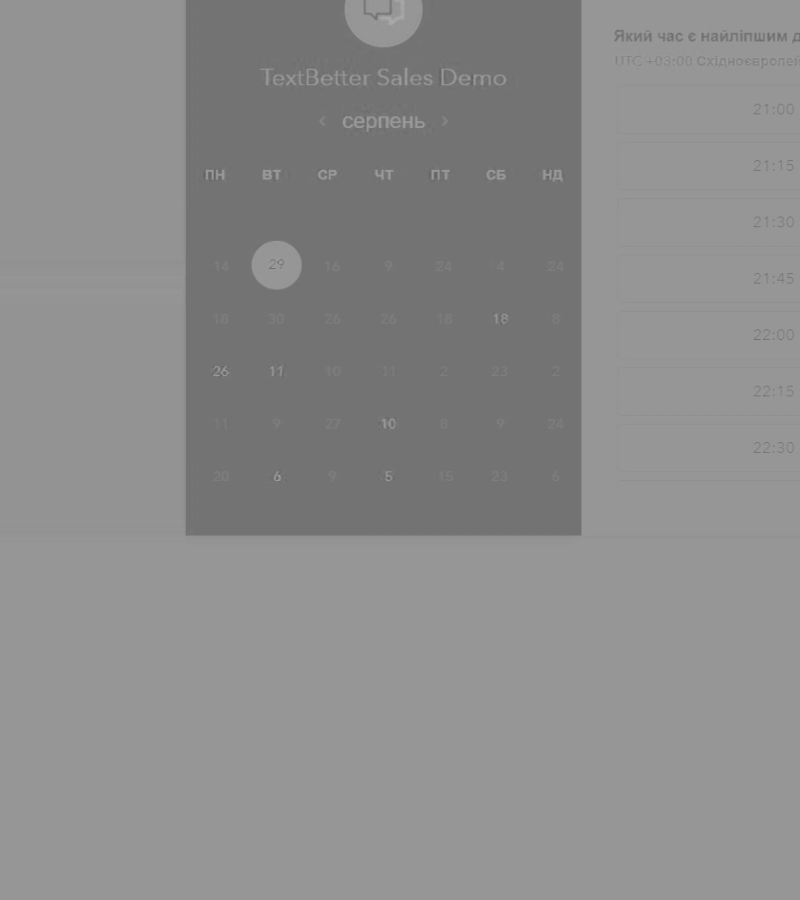 TextBetter Sales Demo
‹ серпень ›
ПН ВТ СР ЧТ ПТ СБ НД
14 29 16 9 24 4 24
18 30 26 26 18 18 8
26 11 10 11 2 23 2
11 9 27 10 8 9 24
20 6 9 5 15 23 6
Який час є найліпшим д
UTC +03:00 Східноєвропей
21:00
21:15
21:30
21:45
22:00
22:15
22:30